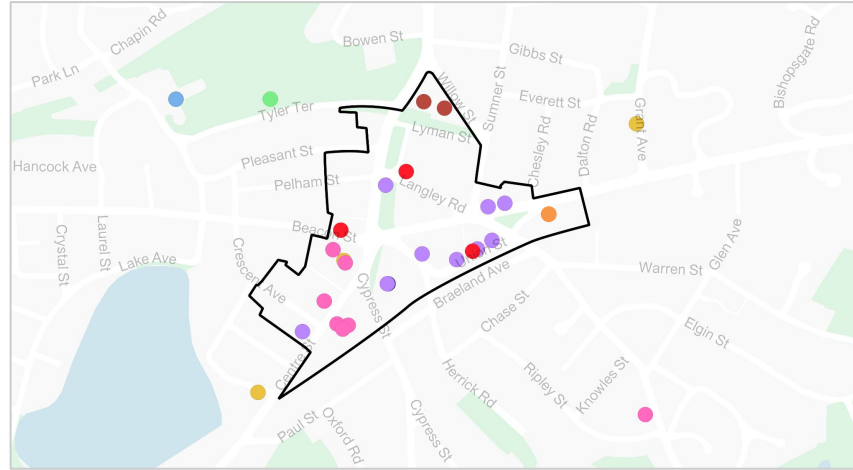 Chapin Rd
Bowen St
Gibbs St
Bishopsgate Rd
Park Ln
Willow St
Sumner St
Everett St
Tyler Ter
Grant Ave
Lyman St
Chesley Rd
Dalton Rd
Pleasant St
Hancock Ave
Pelham St
Langley Rd
Beacon St
Crystal St
Laurel St
Lake Ave
Crescent Ave
Union St
Glen Ave
Warren St
Braeland Ave
Cypress St
Chase St
Elgin St
Centre St
Herrick Rd
Ripley St
Knowles St
Paul St
Oxford Rd
Cypress St